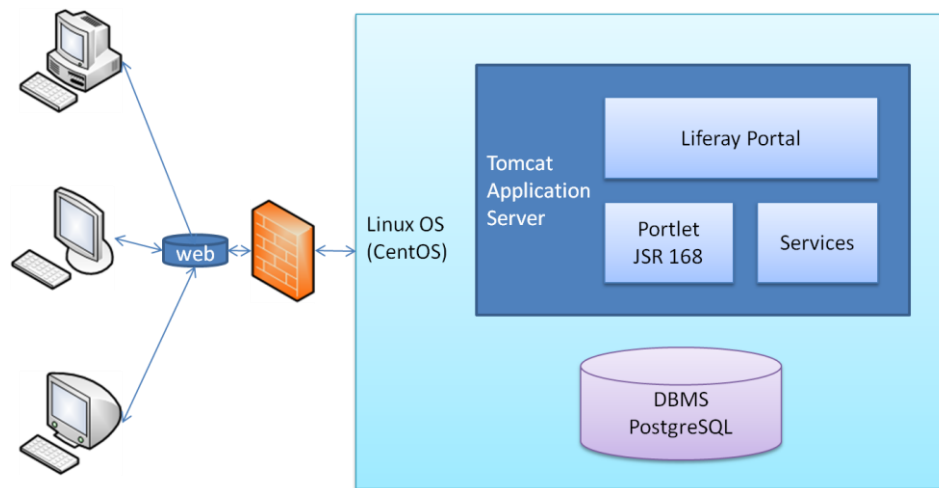 web
Linux OS
(CentOS)
Tomcat
Application
Server
Liferay Portal
Portlet
JSR 168
Services
DBMS
PostgreSQL